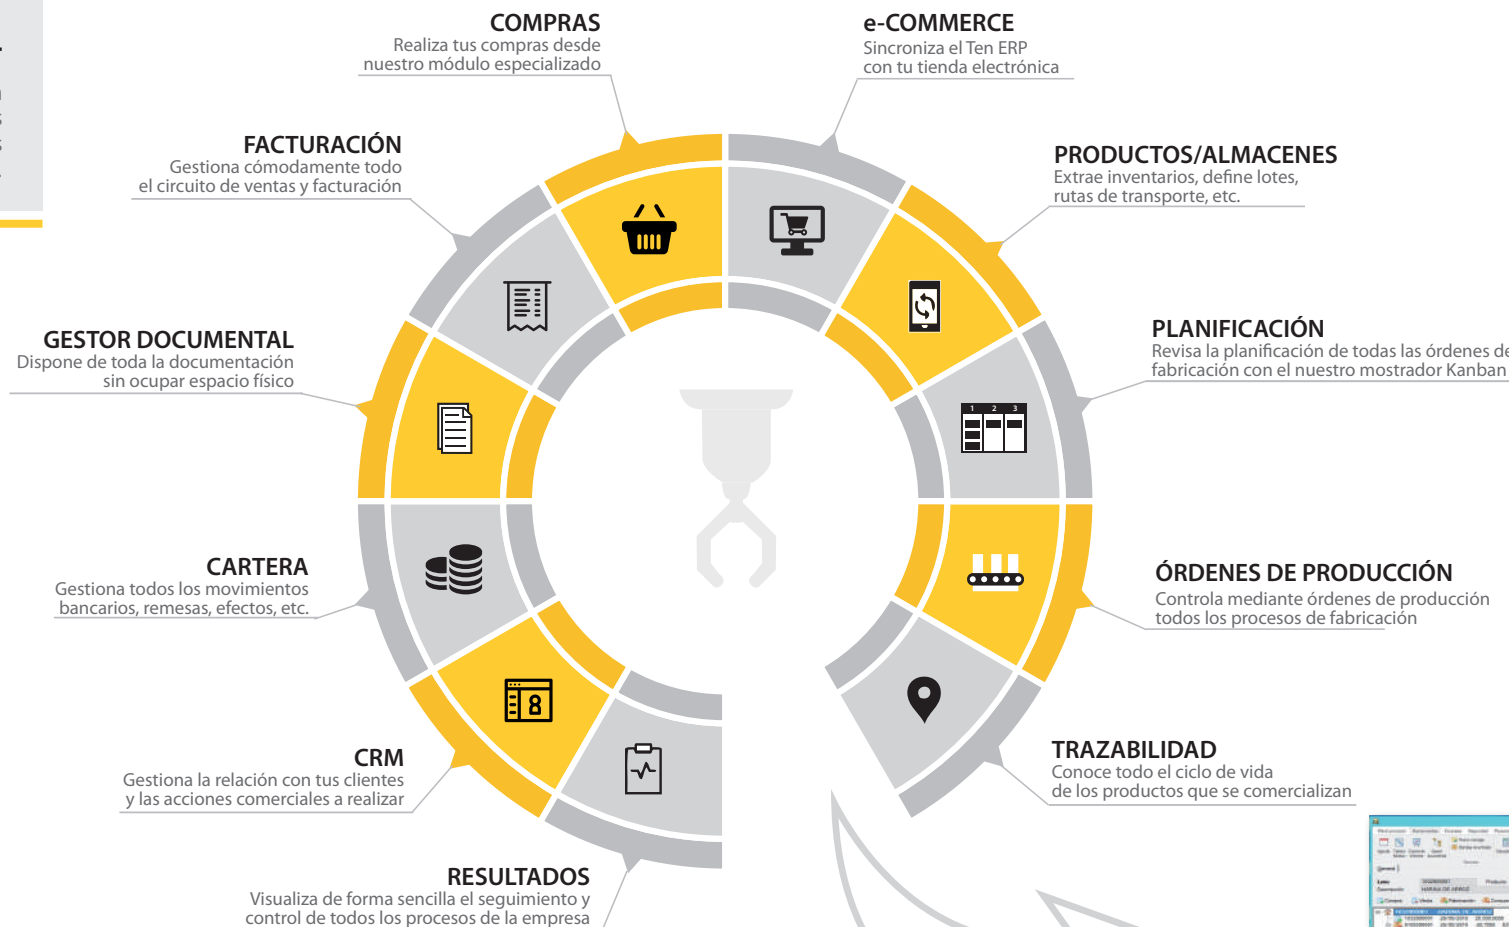 COMPRAS
Realiza tus compras desde
nuestro módulo especializado
e-COMMERCE
Sincroniza el Ten ERP
con tu tienda electrónica
FACTURACIÓN
Gestiona cómodamente todo
el circuito de ventas y facturación
PRODUCTOS/ALMACENES
Extrae inventarios, define lotes,
rutas de transporte, etc.
GESTOR DOCUMENTAL
Dispone de toda la documentación
sin ocupar espacio físico
PLANIFICACIÓN
Revisa la planificación de todas las órdenes de
fabricación con el nuestro mostrador Kanban
1 2 3
CARTERA
Gestiona todos los movimientos
bancarios, remesas, efectos, etc.
ÓRDENES DE PRODUCCIÓN
Controla mediante órdenes de producción
todos los procesos de fabricación
CRM
Gestiona la relación con tus clientes
y las acciones comerciales a realizar
8
TRAZABILIDAD
Conoce todo el ciclo de vida
de los productos que se comercializan
RESULTADOS
Visualiza de forma sencilla el seguimiento y
control de todos los procesos de la empresa